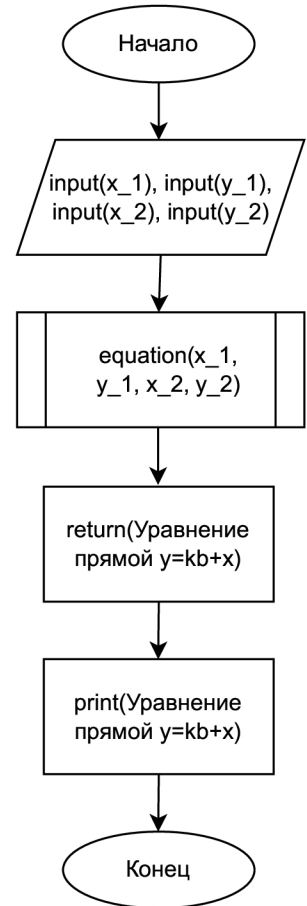 Начало
input(x_1), input(y_1),
input(x_2), input(y_2)
equation(x_1,
y_1, x_2, y_2)
return(Уравнение
прямой y=kb+x)
print(Уравнение
прямой y=kb+x)
Конец